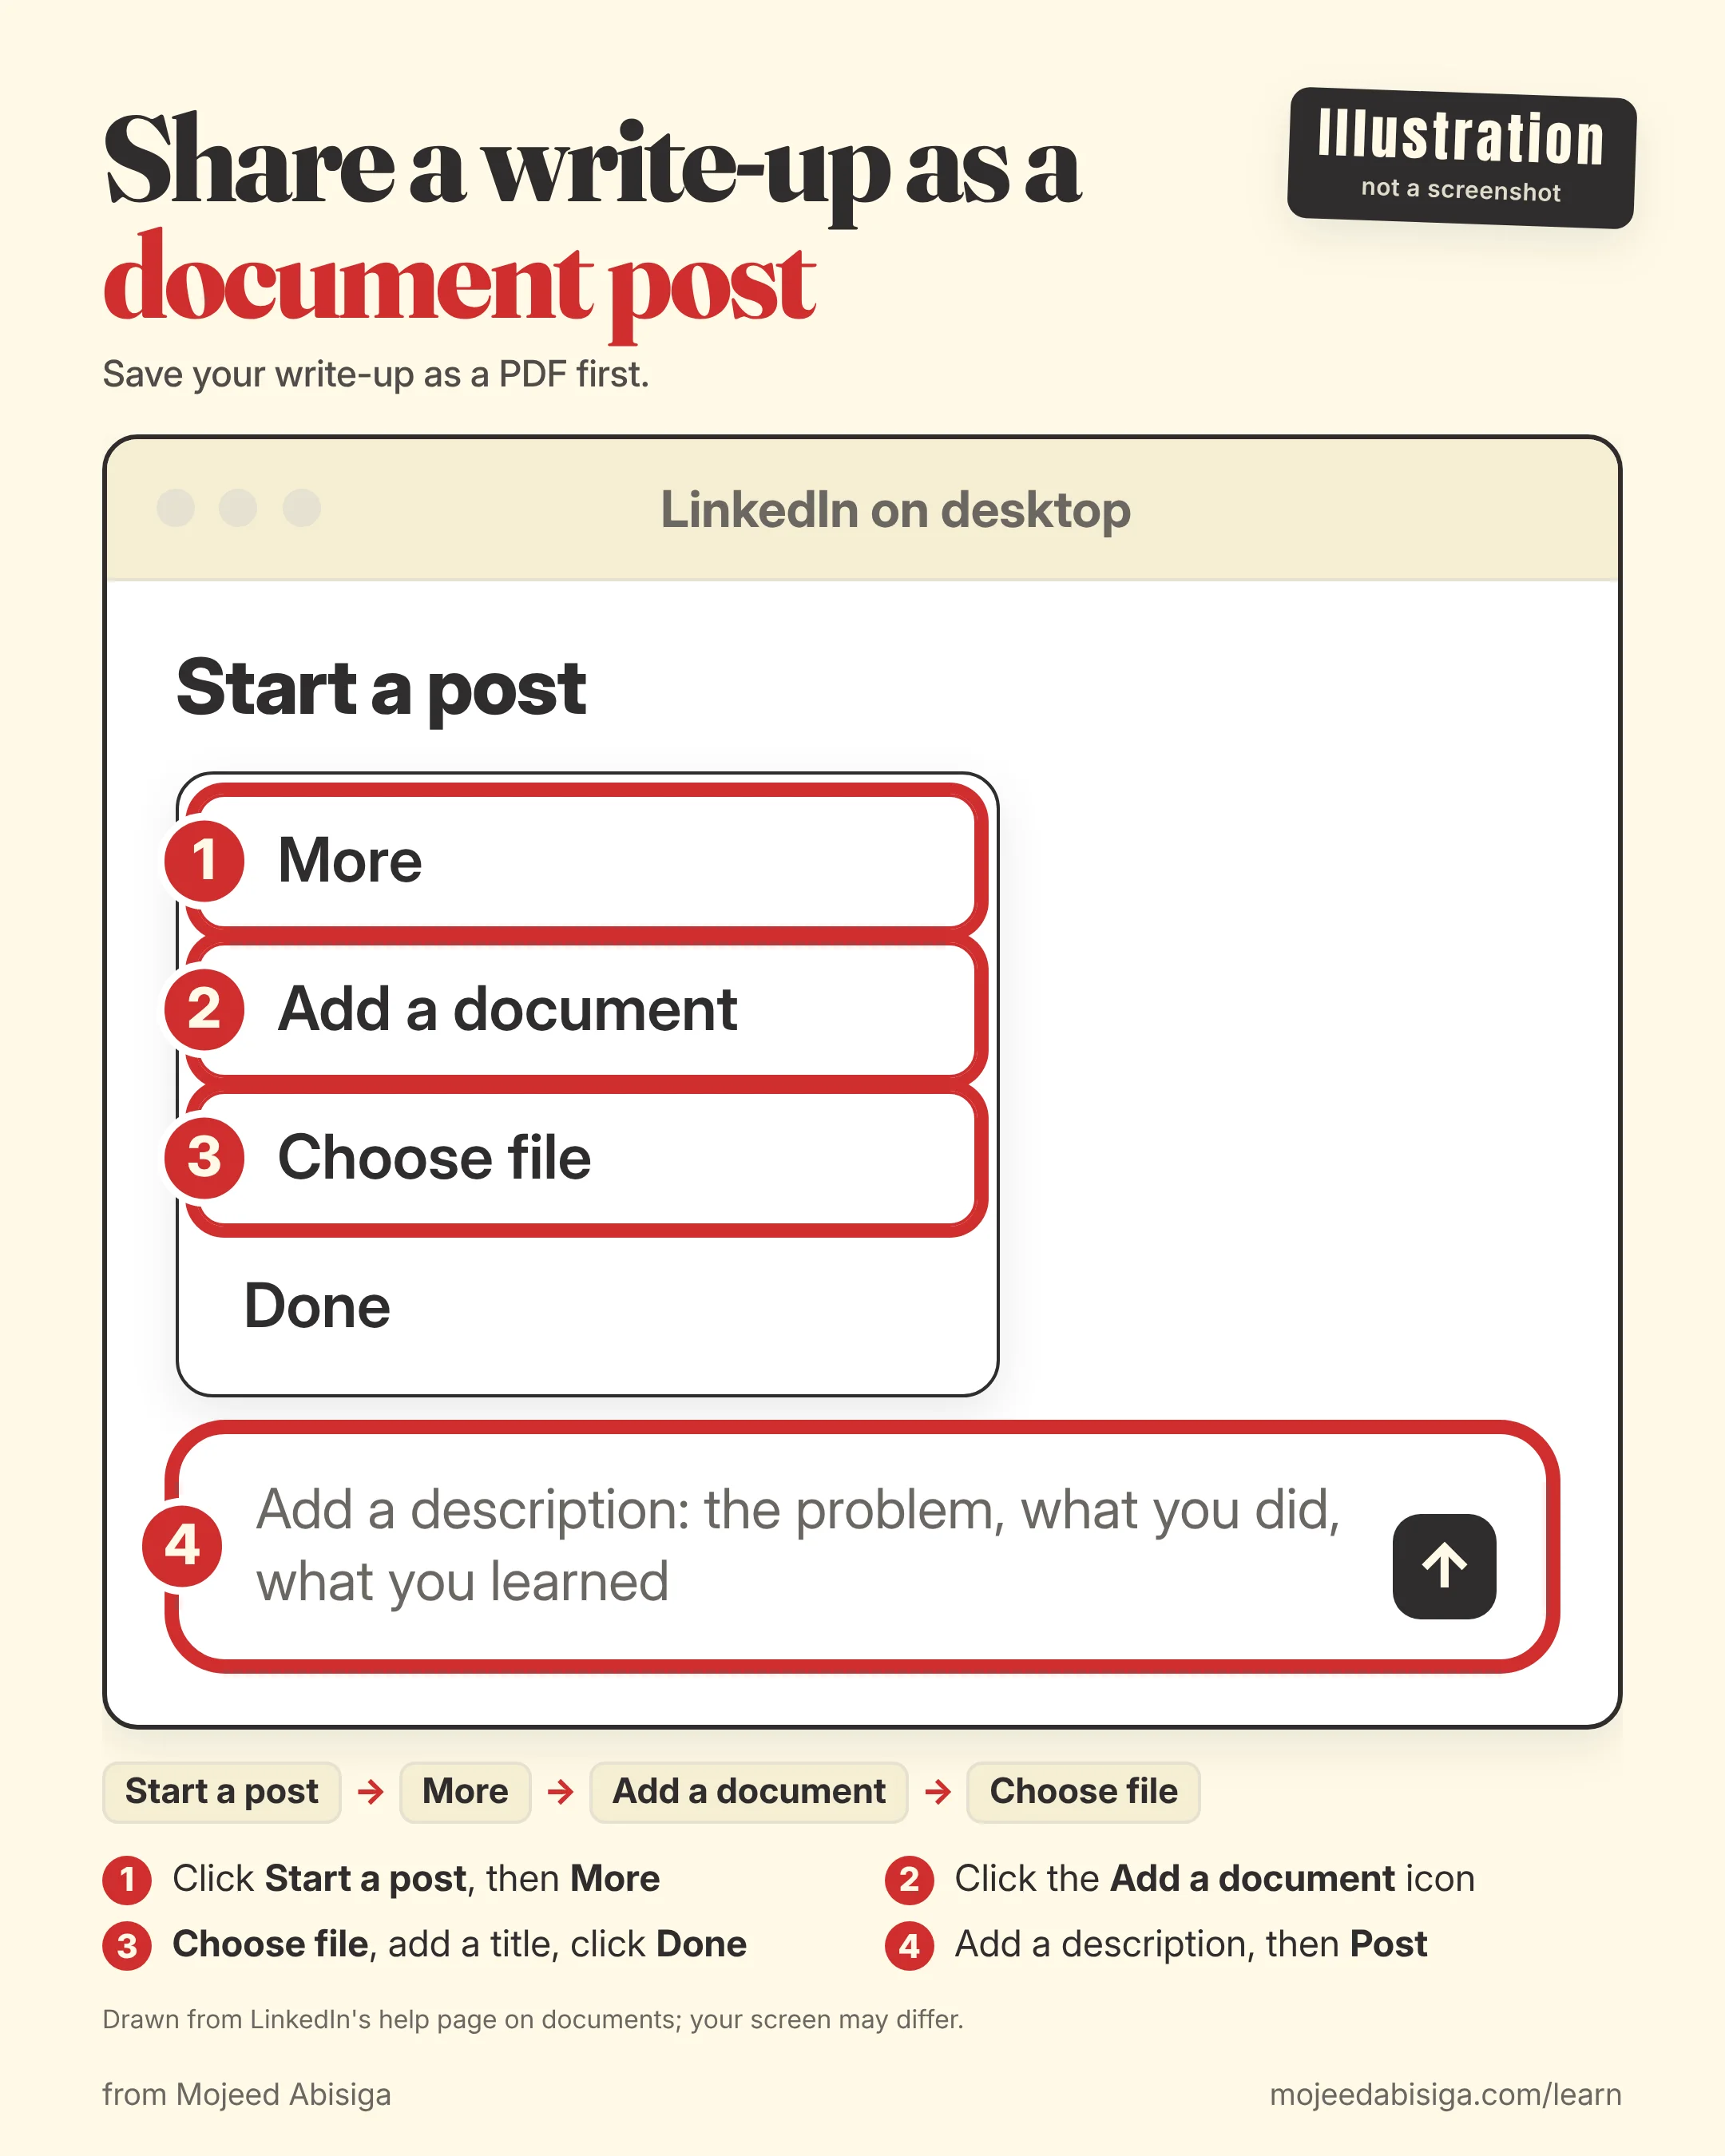 Share a write-up as a
document post
Illustration
not a screenshot
Save your write-up as a PDF first.
LinkedIn on desktop
Start a post
1 More
2 Add a document
3 Choose file
Done
4 Add a description: the problem, what you did,
what you learned
Start a post → More → Add a document → Choose file
1 Click Start a post, then More
2 Click the Add a document icon
3 Choose file, add a title, click Done
4 Add a description, then Post
Drawn from LinkedIn's help page on documents; your screen may differ.
from Mojeed Abisiga
mojeedabisiga.com/learn